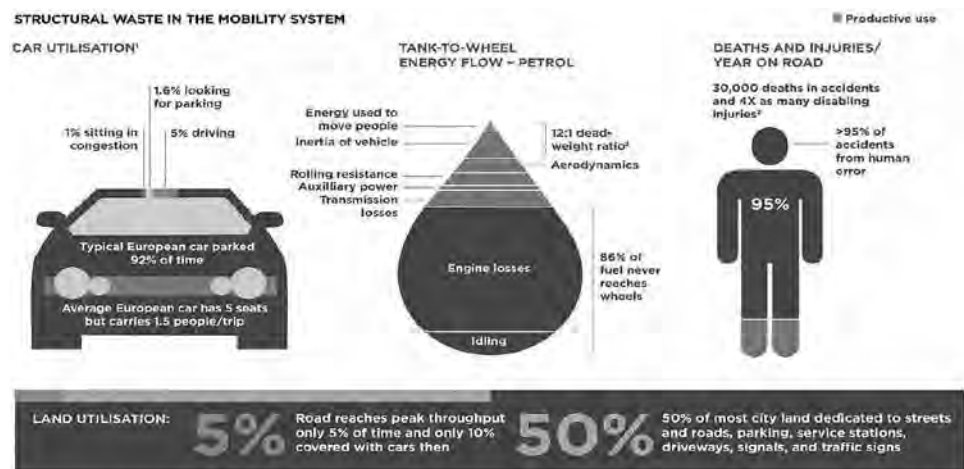 STRUCTURAL WASTE IN THE MOBILITY SYSTEM
Productive use
CAR UTILISATION¹
1.6% looking
for parking
1% sitting in
congestion
5% driving
Typical European car parked
92% of time
Average European car has 5 seats
but carries 1.5 people/trip
TANK-TO-WHEEL
ENERGY FLOW – PETROL
Energy used to
move people
Inertia of vehicle
Rolling resistance
Auxilliary power
Transmission
losses
12:1 dead-
weight ratio²
Aerodynamics
Engine losses
86% of
fuel never
reaches
wheels
Idling
DEATHS AND INJURIES/
YEAR ON ROAD
30,000 deaths in accidents
and 4X as many disabling
injuries³
>95% of
accidents
from human
error
95%
LAND UTILISATION:
5%
Road reaches peak throughput
only 5% of time and only 10%
covered with cars then
50%
50% of most city land dedicated to streets
and roads, parking, service stations,
driveways, signals, and traffic signs